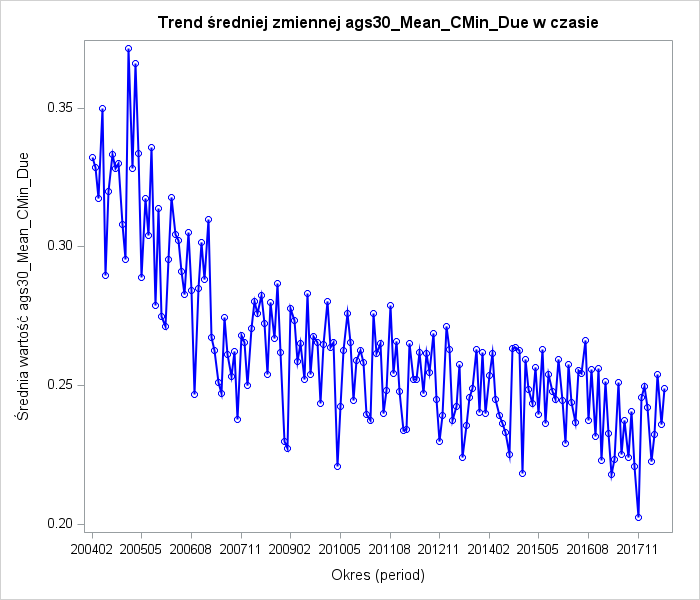 Trend średniej zmiennej ags30_Mean_CMin_Due w czasie
Średnia wartość ags30_Mean_CMin_Due
0.35
0.30
0.25
0.20
200402 200505 200608 200711 200902 201005 201108 201211 201402 201505 201608 201711
Okres (period)